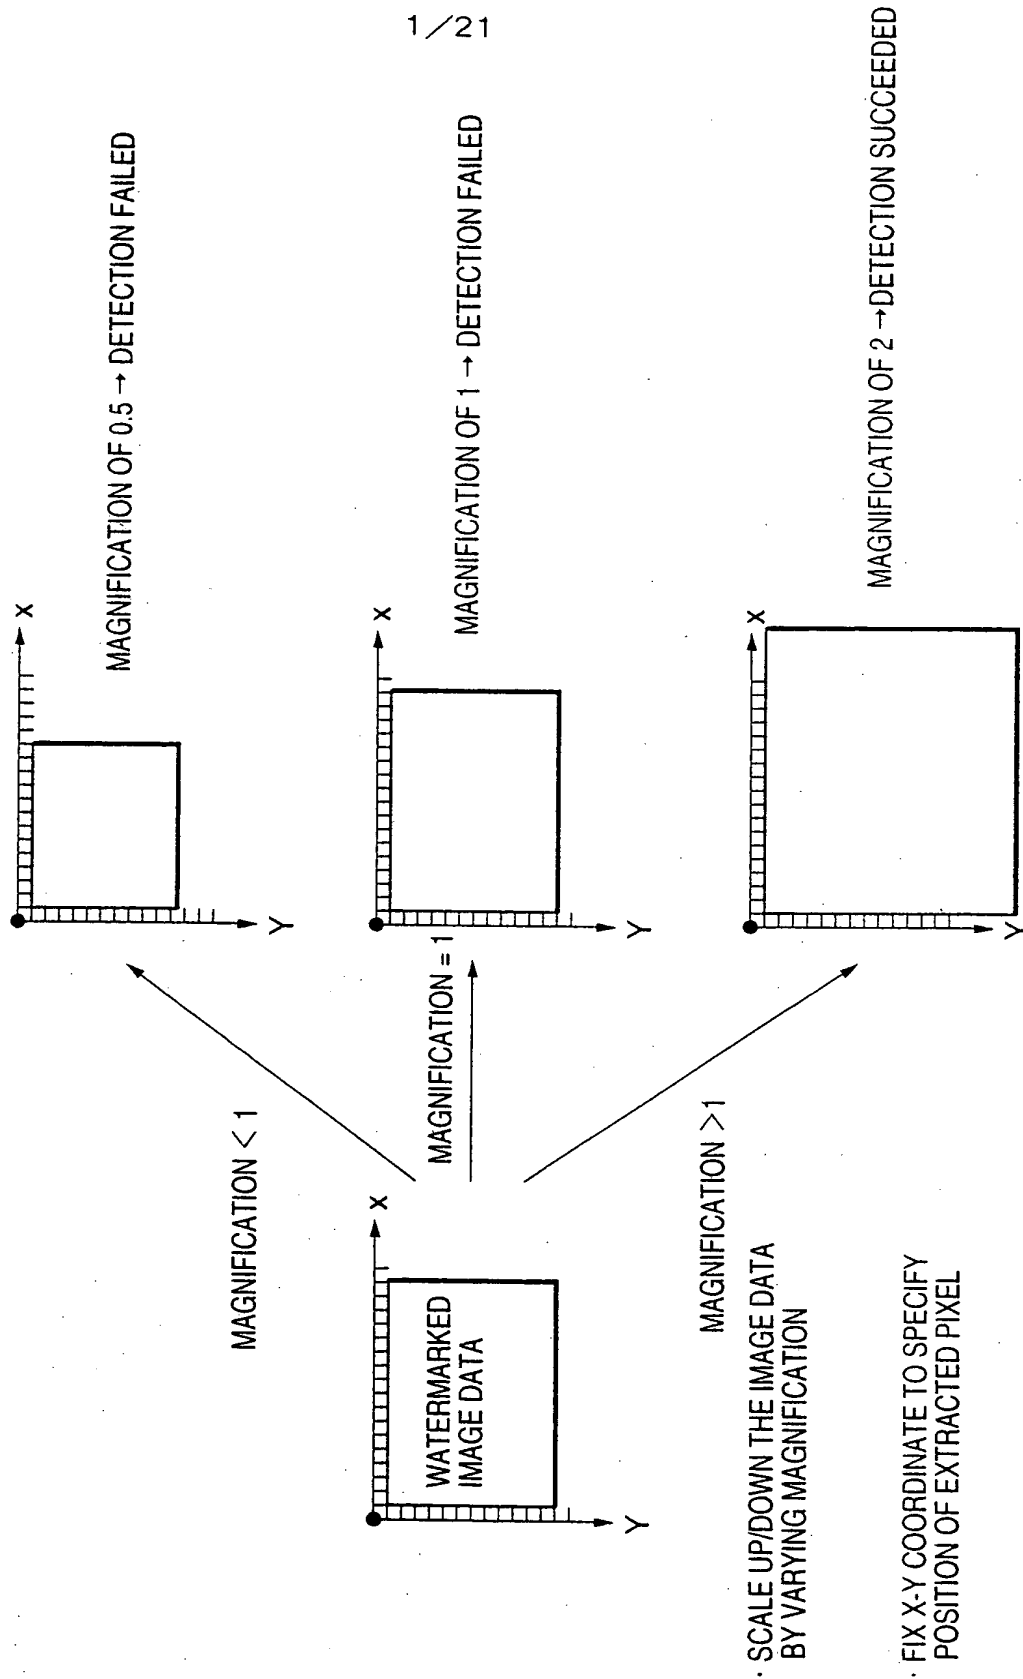 1/21
MAGNIFICATION < 1
MAGNIFICATION = 1
MAGNIFICATION >1
WATERMARKED
IMAGE DATA
X
Y
X
Y
MAGNIFICATION OF 0.5 → DETECTION FAILED
X
Y
MAGNIFICATION OF 1 → DETECTION FAILED
X
Y
MAGNIFICATION OF 2 →DETECTION SUCCEEDED
· SCALE UP/DOWN THE IMAGE DATA
BY VARYING MAGNIFICATION
· FIX X-Y COORDINATE TO SPECIFY
POSITION OF EXTRACTED PIXEL